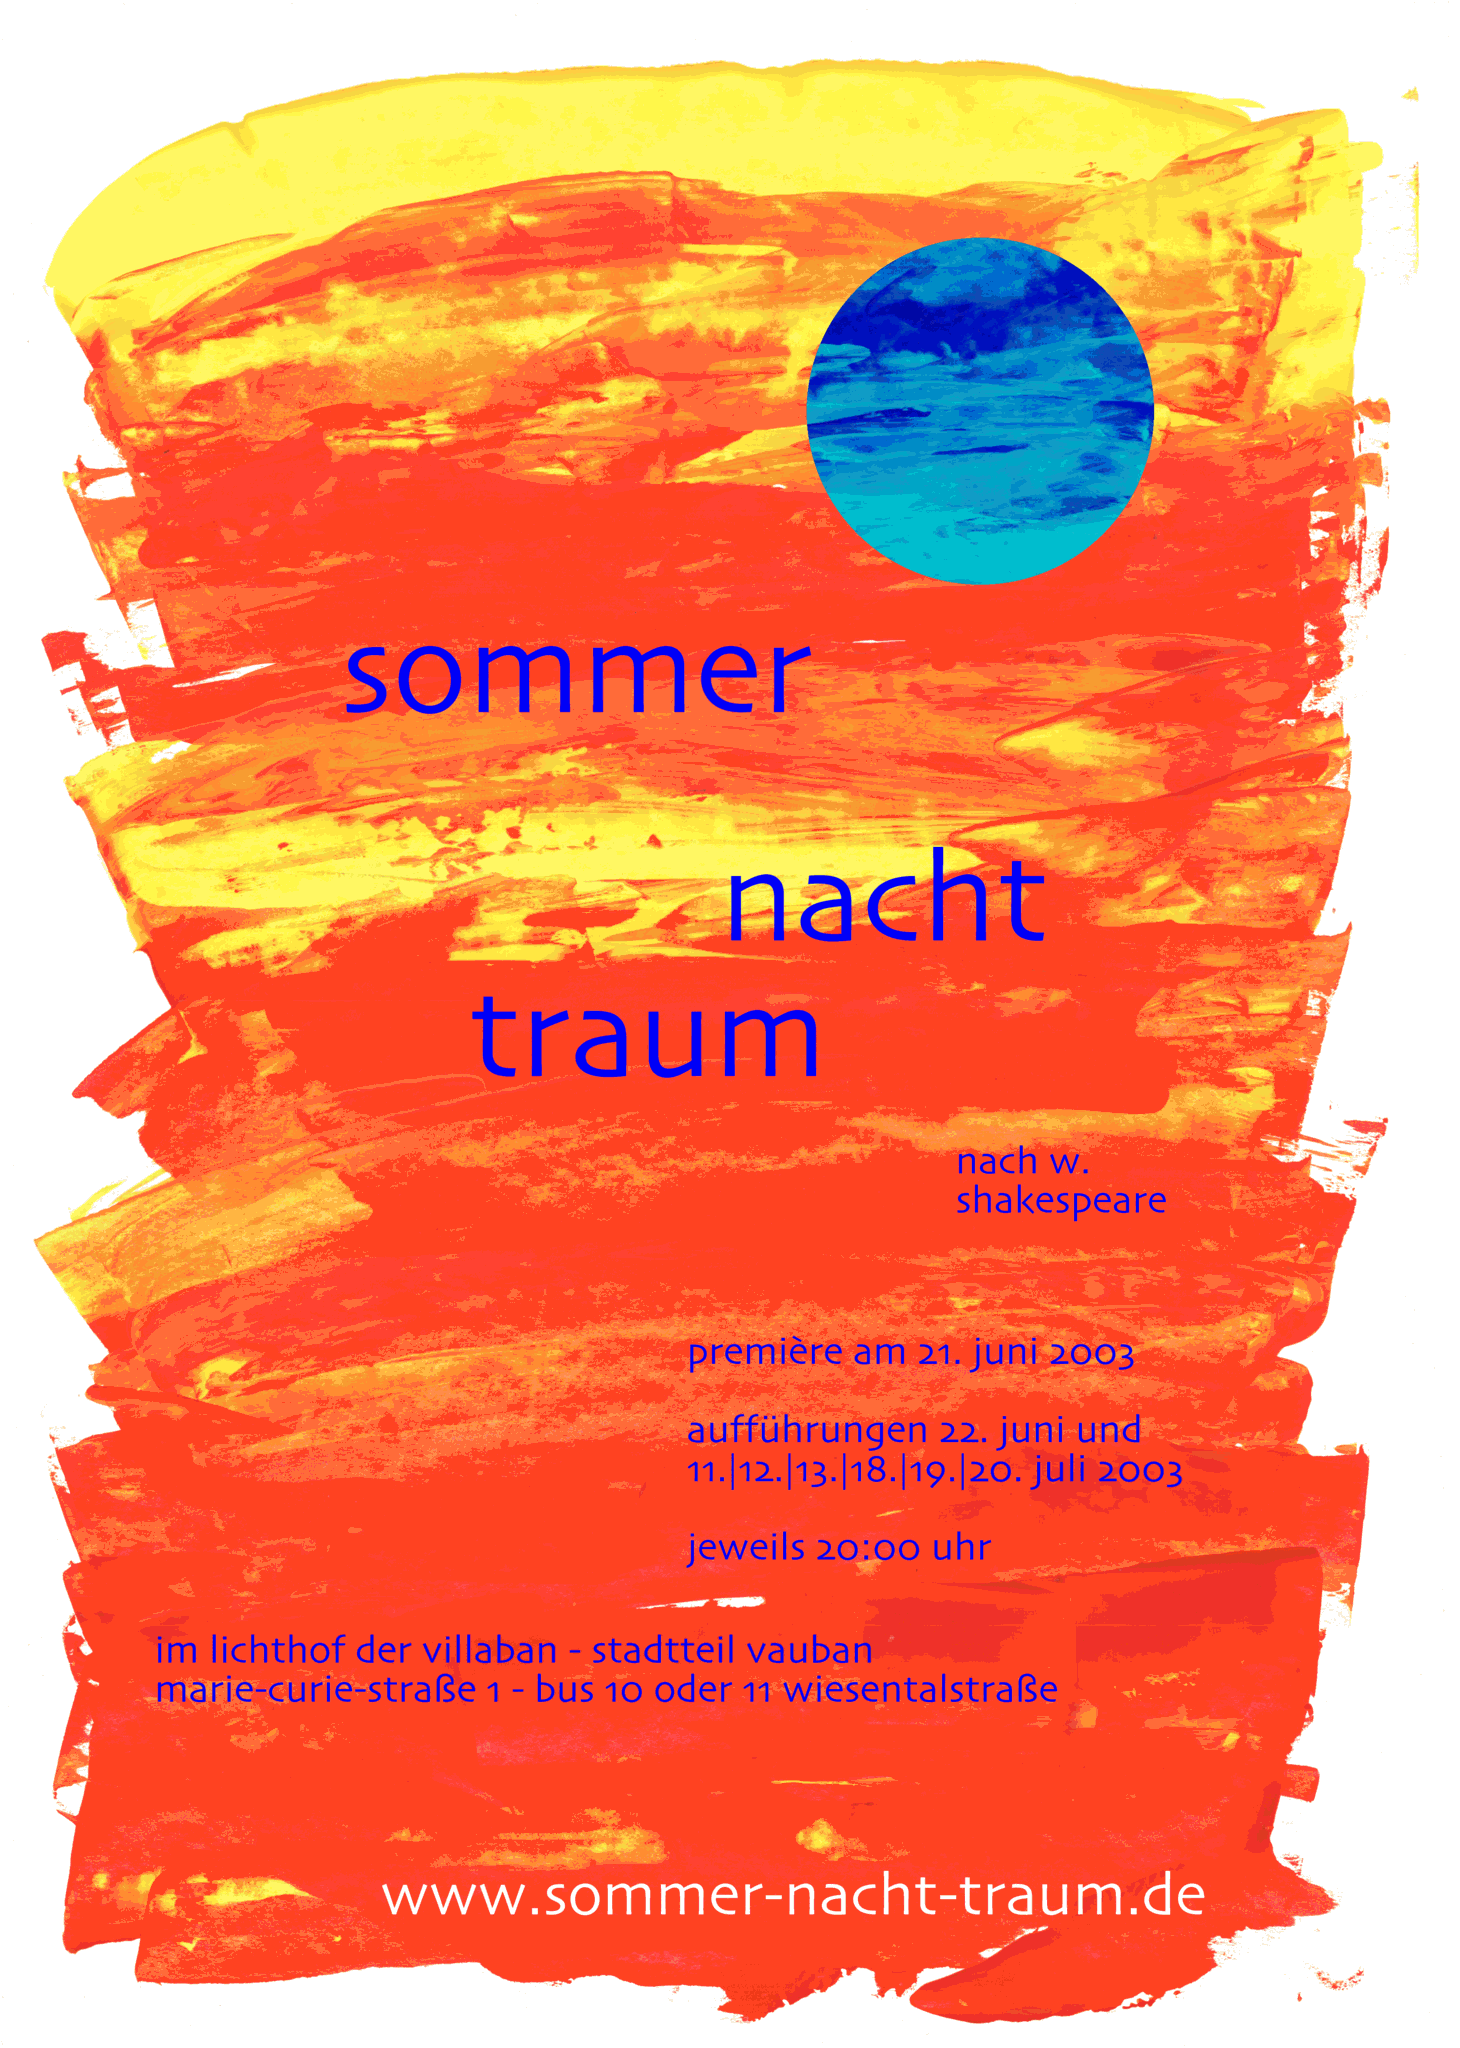 sommer
nacht
traum
nach w.
shakespeare
première am 21. juni 2003
aufführungen 22. juni und
11.|12.|13.|18.|19.|20. juli 2003
jeweils 20:00 uhr
im lichthof der villaban - stadtteil vauban
marie-curie-straße 1 - bus 10 oder 11 wiesentalstraße
www.sommer-nacht-traum.de